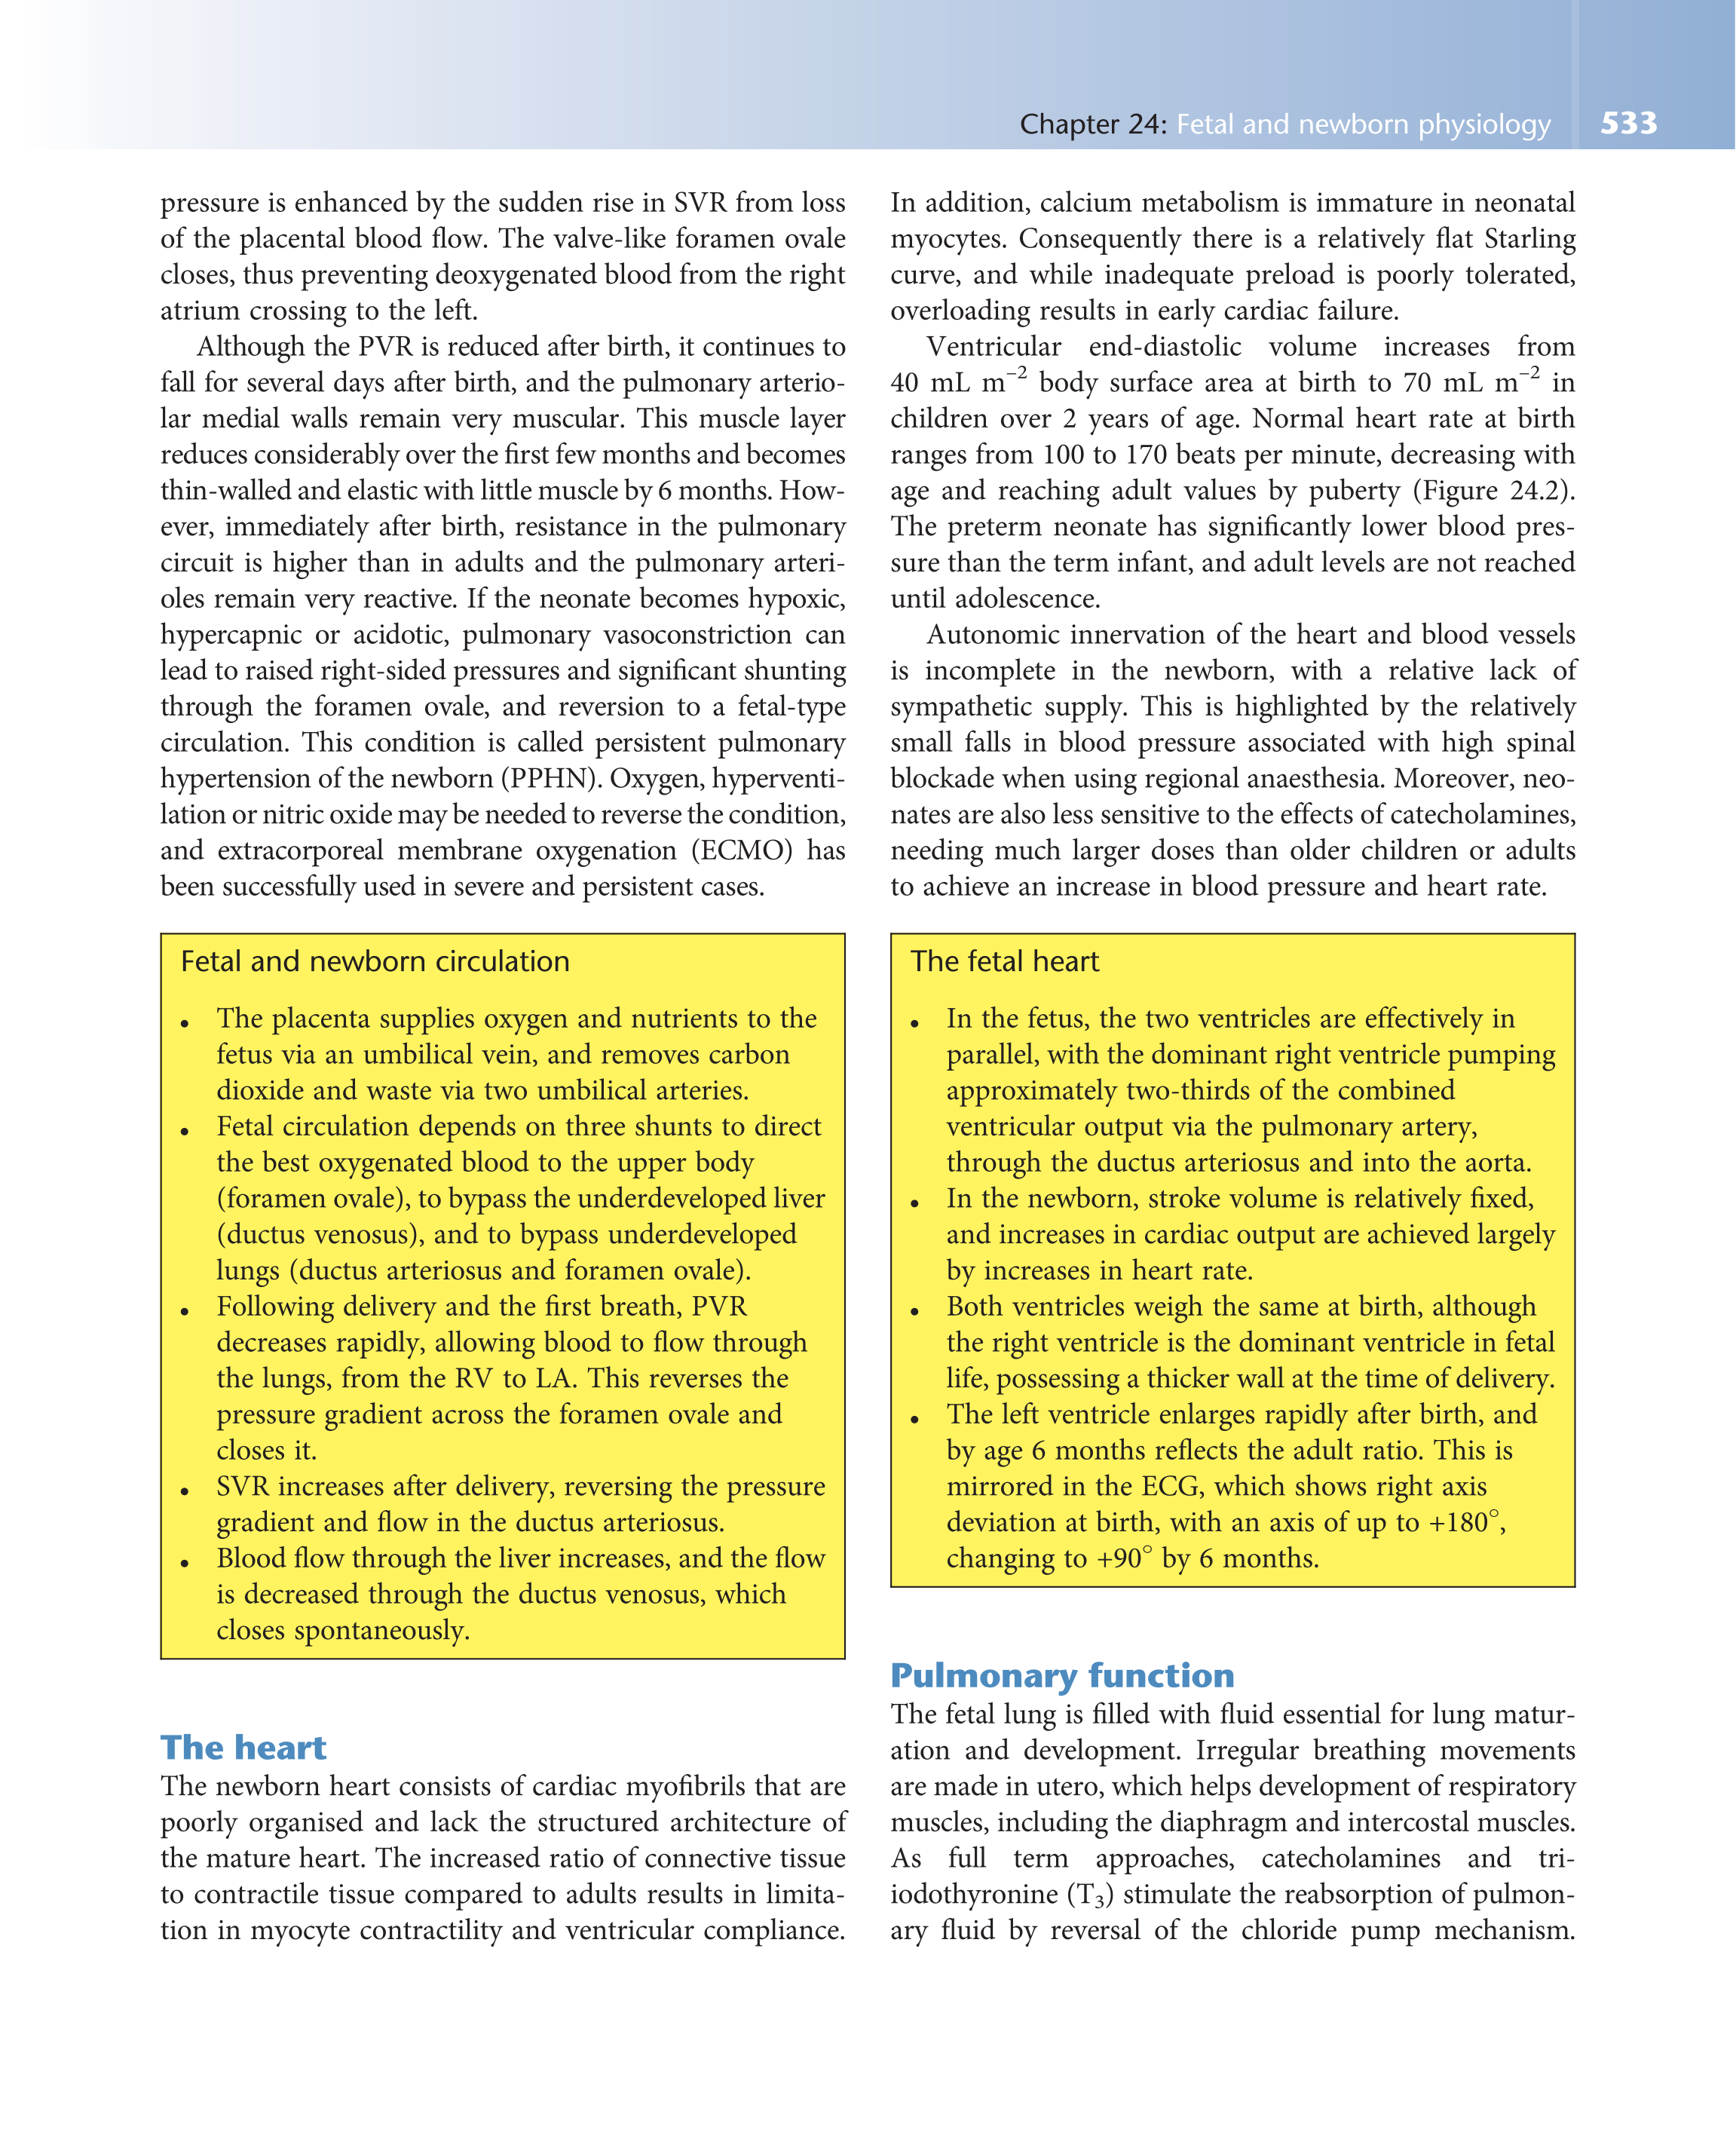 Chapter 24: Fetal and newborn physiology 533
pressure is enhanced by the sudden rise in SVR from loss
of the placental blood flow. The valve-like foramen ovale
closes, thus preventing deoxygenated blood from the right
atrium crossing to the left.
Although the PVR is reduced after birth, it continues to
fall for several days after birth, and the pulmonary arterio-
lar medial walls remain very muscular. This muscle layer
reduces considerably over the first few months and becomes
thin-walled and elastic with little muscle by 6 months. How-
ever, immediately after birth, resistance in the pulmonary
circuit is higher than in adults and the pulmonary arteri-
oles remain very reactive. If the neonate becomes hypoxic,
hypercapnic or acidotic, pulmonary vasoconstriction can
lead to raised right-sided pressures and significant shunting
through the foramen ovale, and reversion to a fetal-type
circulation. This condition is called persistent pulmonary
hypertension of the newborn (PPHN). Oxygen, hyperventi-
lation or nitric oxide may be needed to reverse the condition,
and extracorporeal membrane oxygenation (ECMO) has
been successfully used in severe and persistent cases.
Fetal and newborn circulation
• The placenta supplies oxygen and nutrients to the
fetus via an umbilical vein, and removes carbon
dioxide and waste via two umbilical arteries.
• Fetal circulation depends on three shunts to direct
the best oxygenated blood to the upper body
(foramen ovale), to bypass the underdeveloped liver
(ductus venosus), and to bypass underdeveloped
lungs (ductus arteriosus and foramen ovale).
• Following delivery and the first breath, PVR
decreases rapidly, allowing blood to flow through
the lungs, from the RV to LA. This reverses the
pressure gradient across the foramen ovale and
closes it.
• SVR increases after delivery, reversing the pressure
gradient and flow in the ductus arteriosus.
• Blood flow through the liver increases, and the flow
is decreased through the ductus venosus, which
closes spontaneously.
The heart
The newborn heart consists of cardiac myofibrils that are
poorly organised and lack the structured architecture of
the mature heart. The increased ratio of connective tissue
to contractile tissue compared to adults results in limita-
tion in myocyte contractility and ventricular compliance.
In addition, calcium metabolism is immature in neonatal
myocytes. Consequently there is a relatively flat Starling
curve, and while inadequate preload is poorly tolerated,
overloading results in early cardiac failure.
Ventricular end-diastolic volume increases from
40 mL m⁻² body surface area at birth to 70 mL m⁻² in
children over 2 years of age. Normal heart rate at birth
ranges from 100 to 170 beats per minute, decreasing with
age and reaching adult values by puberty (Figure 24.2).
The preterm neonate has significantly lower blood pres-
sure than the term infant, and adult levels are not reached
until adolescence.
Autonomic innervation of the heart and blood vessels
is incomplete in the newborn, with a relative lack of
sympathetic supply. This is highlighted by the relatively
small falls in blood pressure associated with high spinal
blockade when using regional anaesthesia. Moreover, neo-
nates are also less sensitive to the effects of catecholamines,
needing much larger doses than older children or adults
to achieve an increase in blood pressure and heart rate.
The fetal heart
• In the fetus, the two ventricles are effectively in
parallel, with the dominant right ventricle pumping
approximately two-thirds of the combined
ventricular output via the pulmonary artery,
through the ductus arteriosus and into the aorta.
• In the newborn, stroke volume is relatively fixed,
and increases in cardiac output are achieved largely
by increases in heart rate.
• Both ventricles weigh the same at birth, although
the right ventricle is the dominant ventricle in fetal
life, possessing a thicker wall at the time of delivery.
• The left ventricle enlarges rapidly after birth, and
by age 6 months reflects the adult ratio. This is
mirrored in the ECG, which shows right axis
deviation at birth, with an axis of up to +180°,
changing to +90° by 6 months.
Pulmonary function
The fetal lung is filled with fluid essential for lung matur-
ation and development. Irregular breathing movements
are made in utero, which helps development of respiratory
muscles, including the diaphragm and intercostal muscles.
As full term approaches, catecholamines and tri-
iodothyronine (T₃) stimulate the reabsorption of pulmon-
ary fluid by reversal of the chloride pump mechanism.